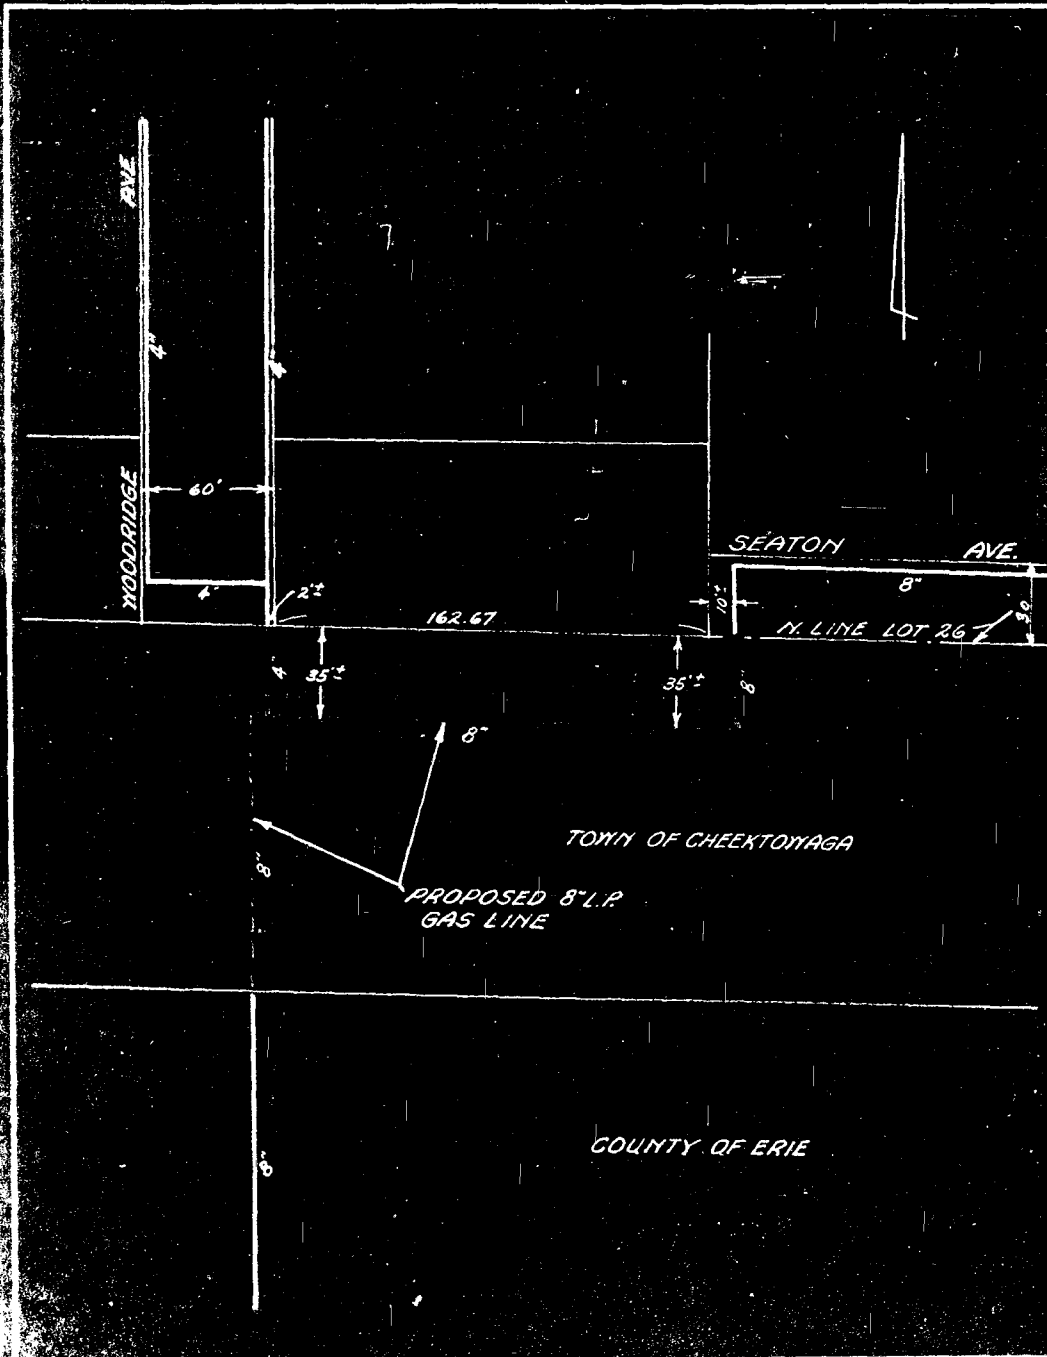 AVE
4"
4"
WOODRIDGE
60'
4"
2'±
162.67
SEATON AVE.
8"
10'±
30
N. LINE LOT 26
4"
35'±
35'±
8"
8"
TOWN OF CHEEKTOWAGA
8"
PROPOSED 8" L.P.
GAS LINE
8"
COUNTY OF ERIE